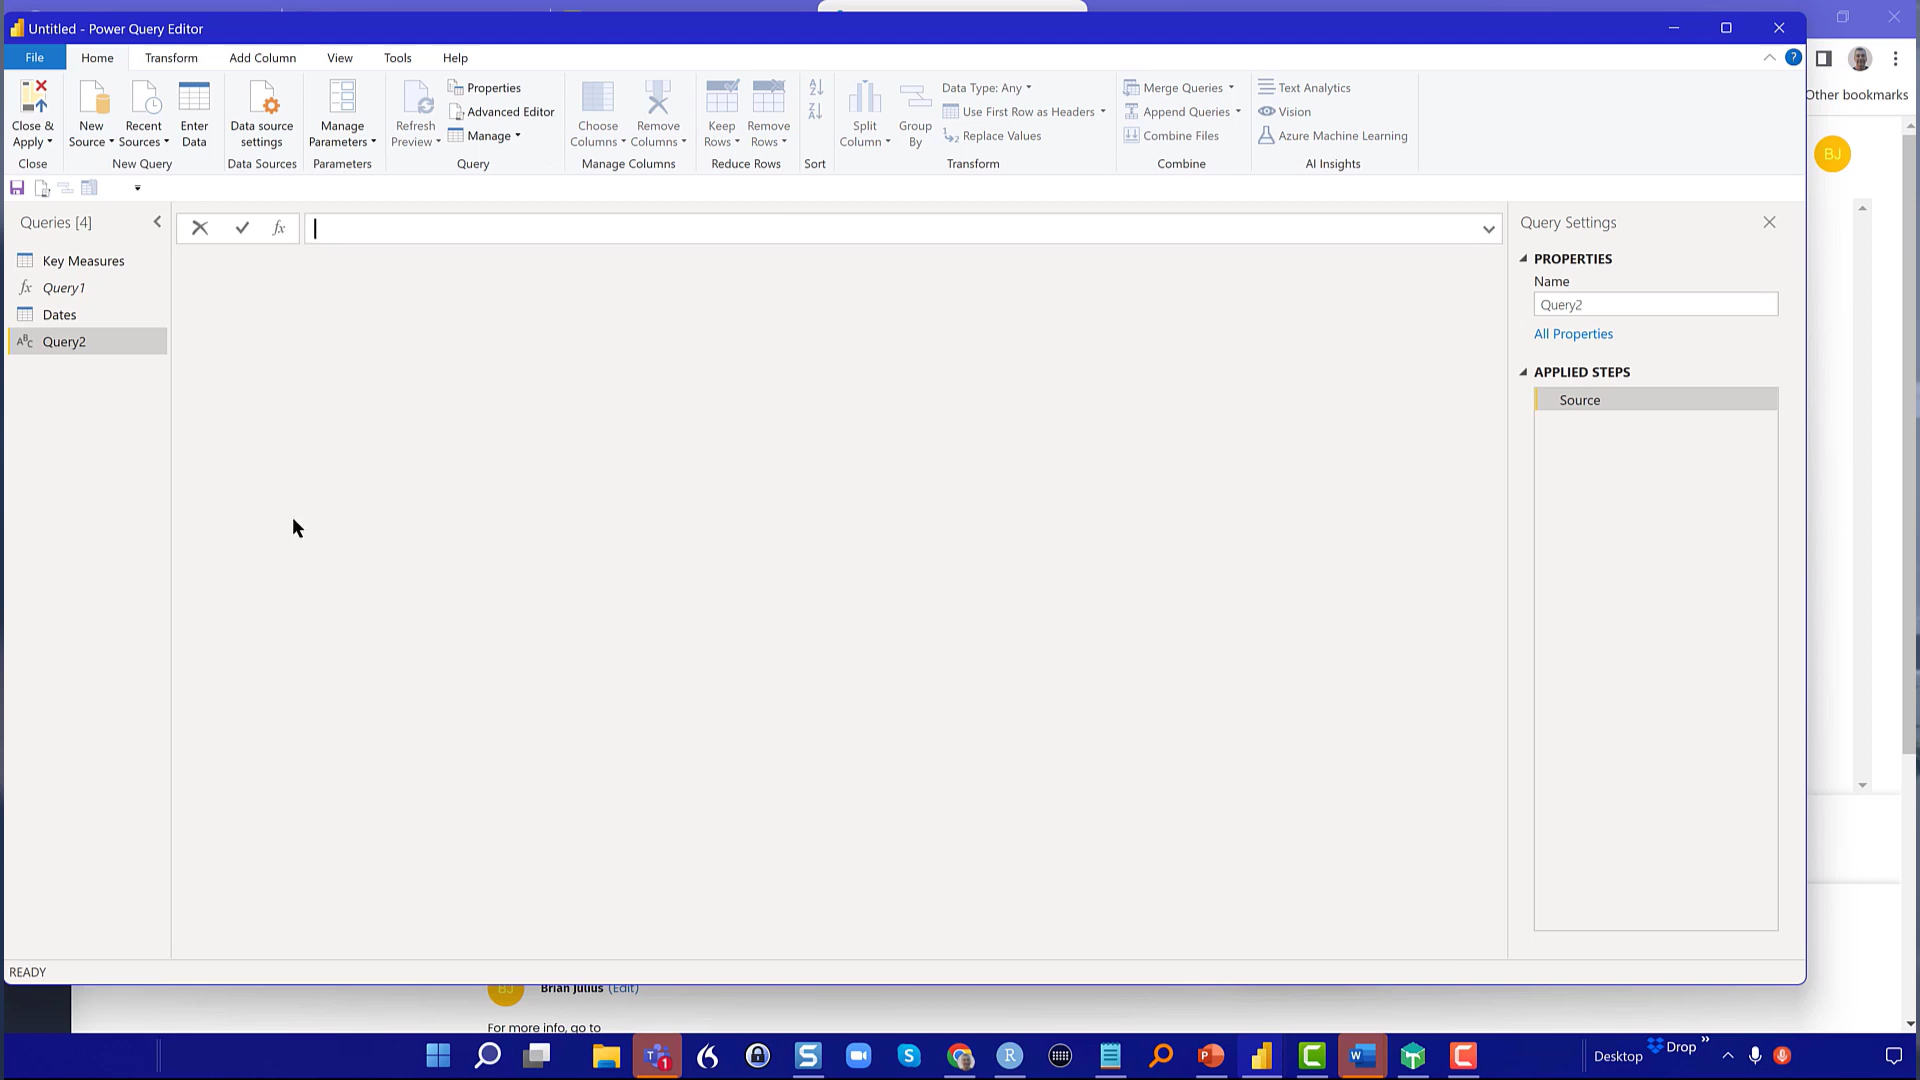 Untitled - Power Query Editor
File Home Transform Add Column View Tools Help
Close & Apply
Close
New Source
Recent Sources
Enter Data
New Query
Data source settings
Data Sources
Manage Parameters
Parameters
Refresh Preview
Properties
Advanced Editor
Manage
Query
Choose Columns
Remove Columns
Manage Columns
Keep Rows
Remove Rows
Reduce Rows
Sort
Split Column
Group By
Data Type: Any
Use First Row as Headers
Replace Values
Transform
Merge Queries
Append Queries
Combine Files
Combine
Text Analytics
Vision
Azure Machine Learning
AI Insights
Other bookmarks
BJ
Queries [4]
fx
Key Measures
fx Query1
Dates
ABC Query2
Query Settings
PROPERTIES
Name
Query2
All Properties
APPLIED STEPS
Source
READY
BJ Brian Julius (Edit)
For more info, go to
Desktop
Drop